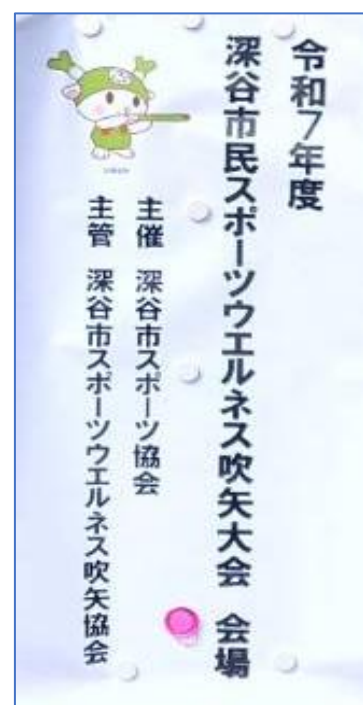 令和7年度
深谷市民スポーツウエルネス吹矢大会 会場
主催 深谷市スポーツ協会
主管 深谷市スポーツウエルネス吹矢協会